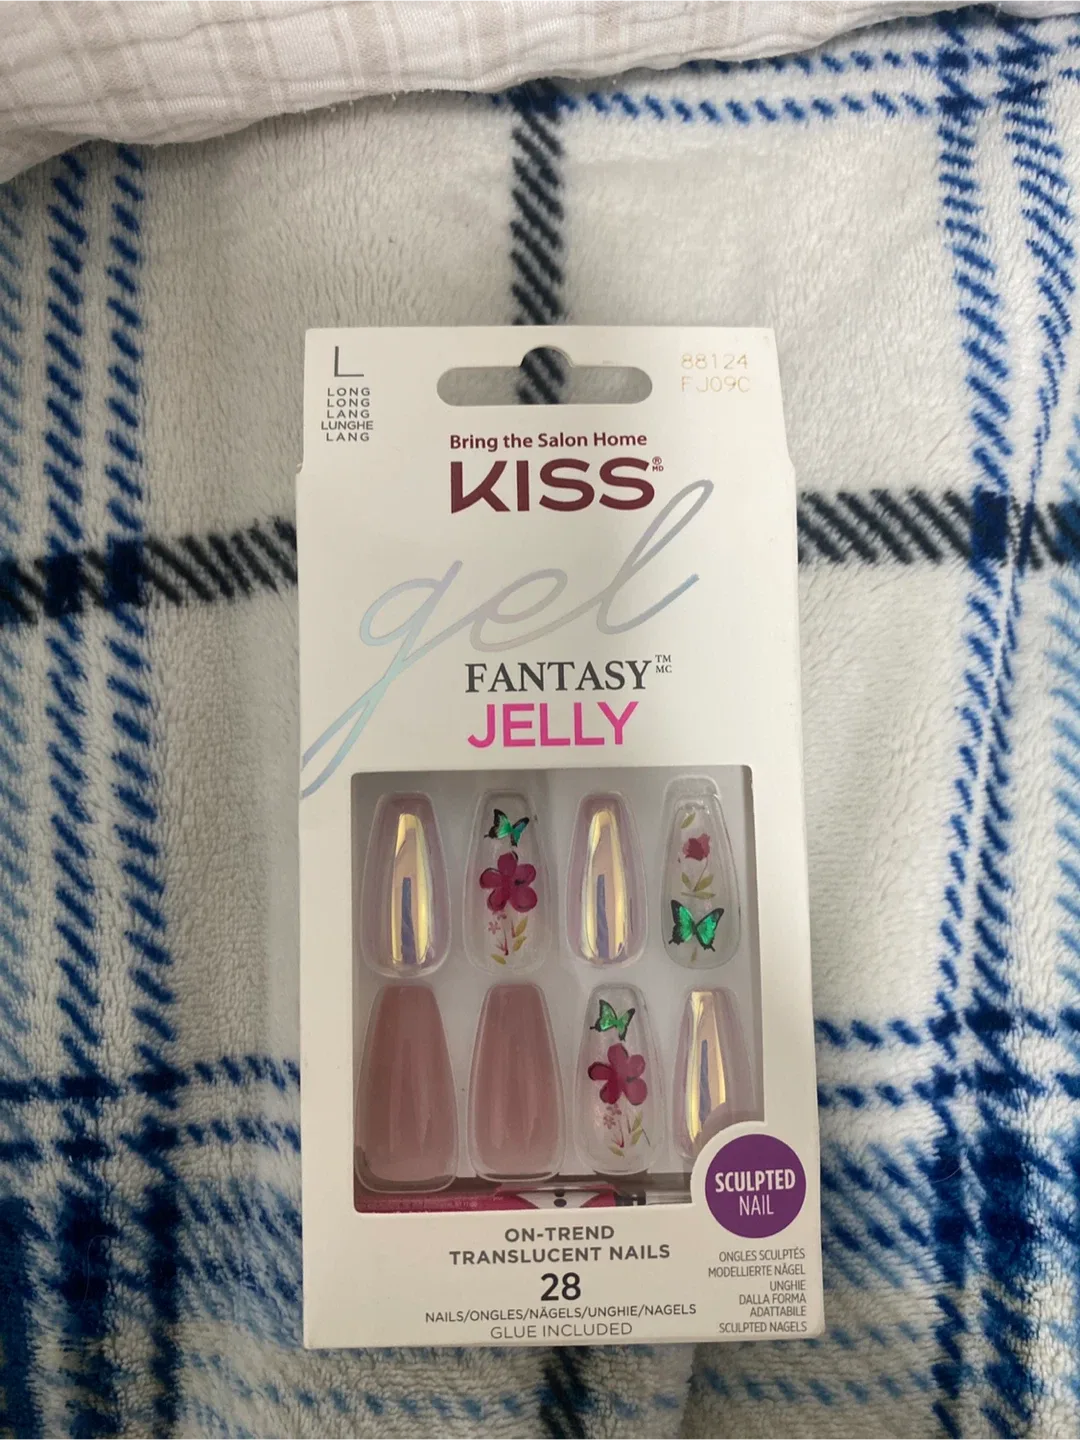 L
LONG
LONG
LANG
LUNGHE
LANG
88124
FJ09C
Bring the Salon Home
KISS®MD
gel
FANTASY™MC
JELLY
SCULPTED
NAIL
ON-TREND
TRANSLUCENT NAILS
28
NAILS/ONGLES/NÄGELS/UNGHIE/NAGELS
GLUE INCLUDED
ONGLES SCULPTÉS
MODELLIERTE NÄGEL
UNGHIE
DALLA FORMA
ADATTABILE
SCULPTED NAGELS